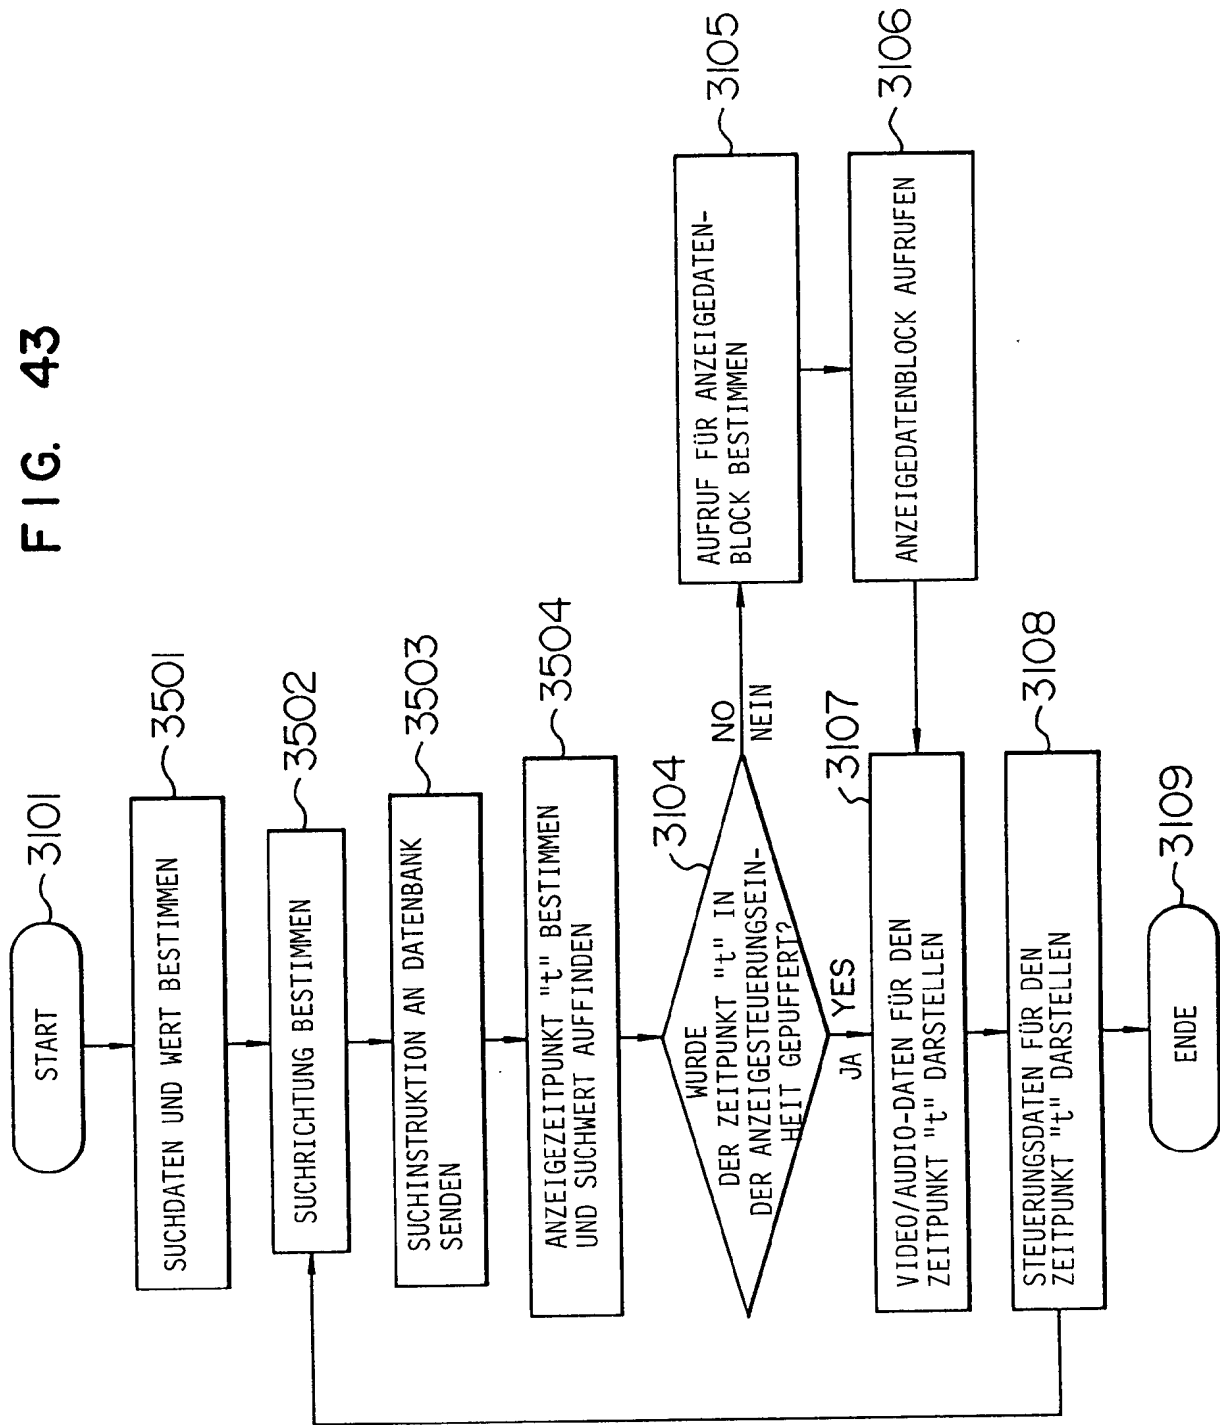 FIG. 43
START
3101
SUCHDATEN UND WERT BESTIMMEN
3501
SUCHRICHTUNG BESTIMMEN
3502
SUCHINSTRUKTION AN DATENBANK
SENDEN
3503
ANZEIGEZEITPUNKT "t" BESTIMMEN
UND SUCHWERT AUFFINDEN
3504
WURDE
DER ZEITPUNKT "t" IN
DER ANZEIGESTEUERUNGSEIN-
HEIT GEPUFFERT?
3104
NO
NEIN
JA
YES
AUFRUF FÜR ANZEIGEDATEN-
BLOCK BESTIMMEN
3105
ANZEIGEDATENBLOCK AUFRUFEN
3106
VIDEO/AUDIO-DATEN FÜR DEN
ZEITPUNKT "t" DARSTELLEN
3107
STEUERUNGSDATEN FÜR DEN
ZEITPUNKT "t" DARSTELLEN
3108
ENDE
3109